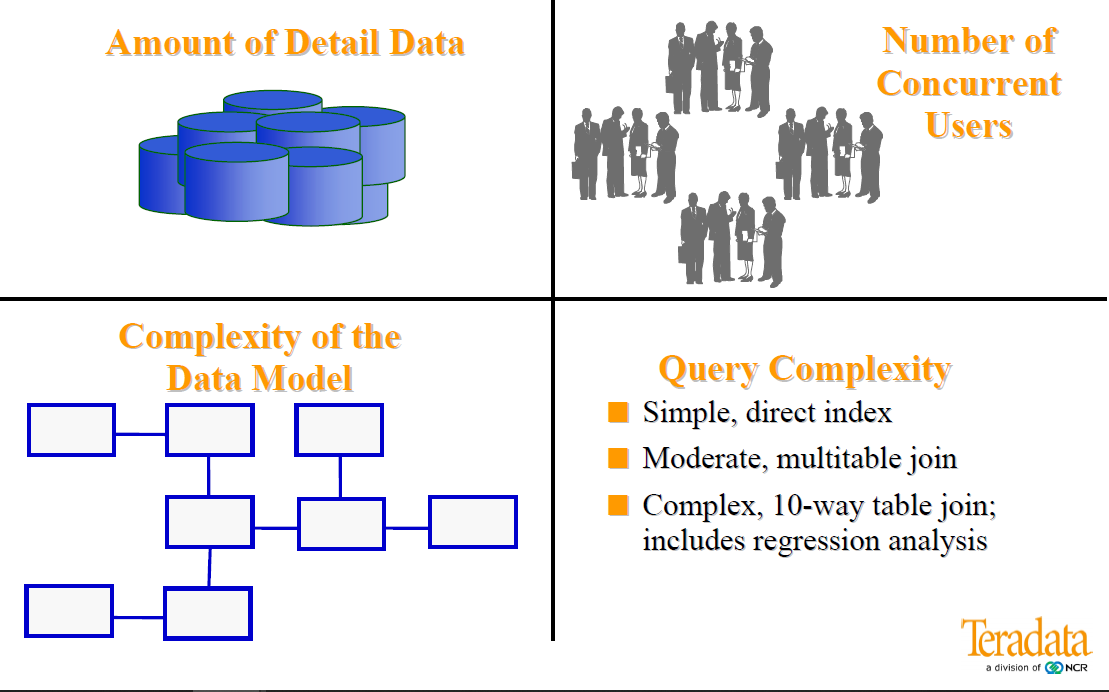 Amount of Detail Data
Number of
Concurrent
Users
Complexity of the
Data Model
Query Complexity
Simple, direct index
Moderate, multitable join
Complex, 10-way table join;
includes regression analysis
Teradata
a division of NCR